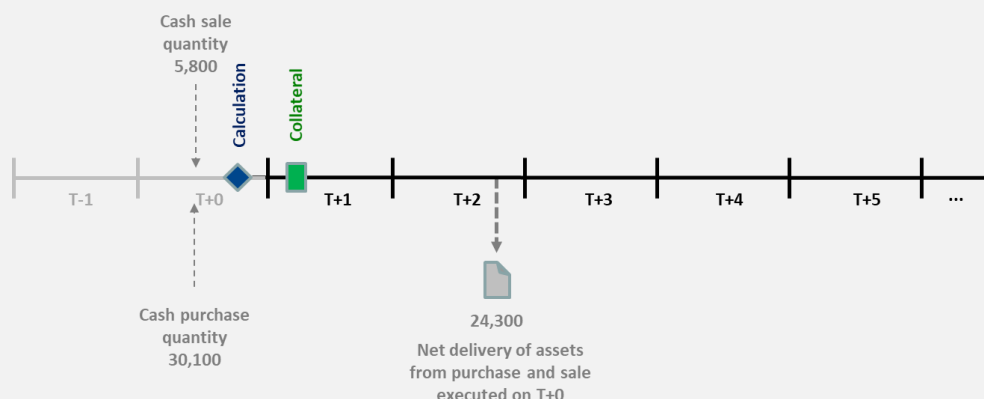 Cash sale
quantity
5,800
Calculation
Collateral
T-1
T+0
T+1
T+2
T+3
T+4
T+5
...
Cash purchase
quantity
30,100
24,300
Net delivery of assets
from purchase and sale
executed on T+0